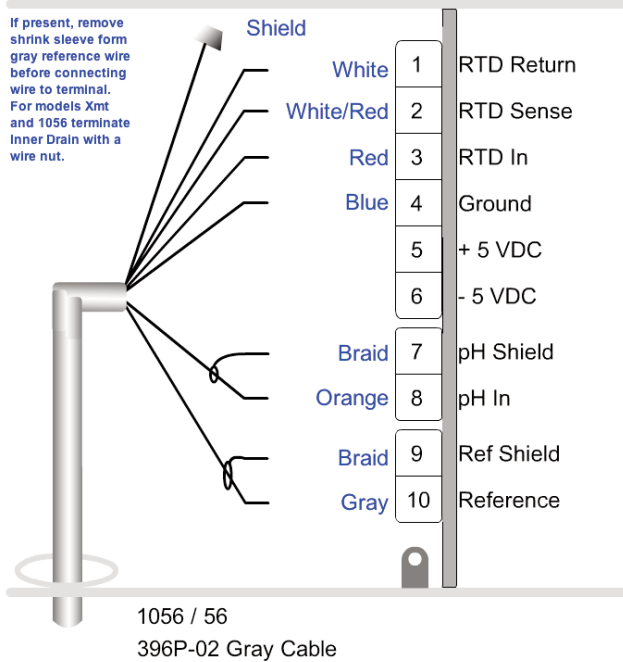 If present, remove
shrink sleeve form
gray reference wire
before connecting
wire to terminal.
For models Xmt
and 1056 terminate
Inner Drain with a
wire nut.
Shield
White 1 RTD Return
White/Red 2 RTD Sense
Red 3 RTD In
Blue 4 Ground
5 + 5 VDC
6 - 5 VDC
Braid 7 pH Shield
Orange 8 pH In
Braid 9 Ref Shield
Gray 10 Reference
1056 / 56
396P-02 Gray Cable